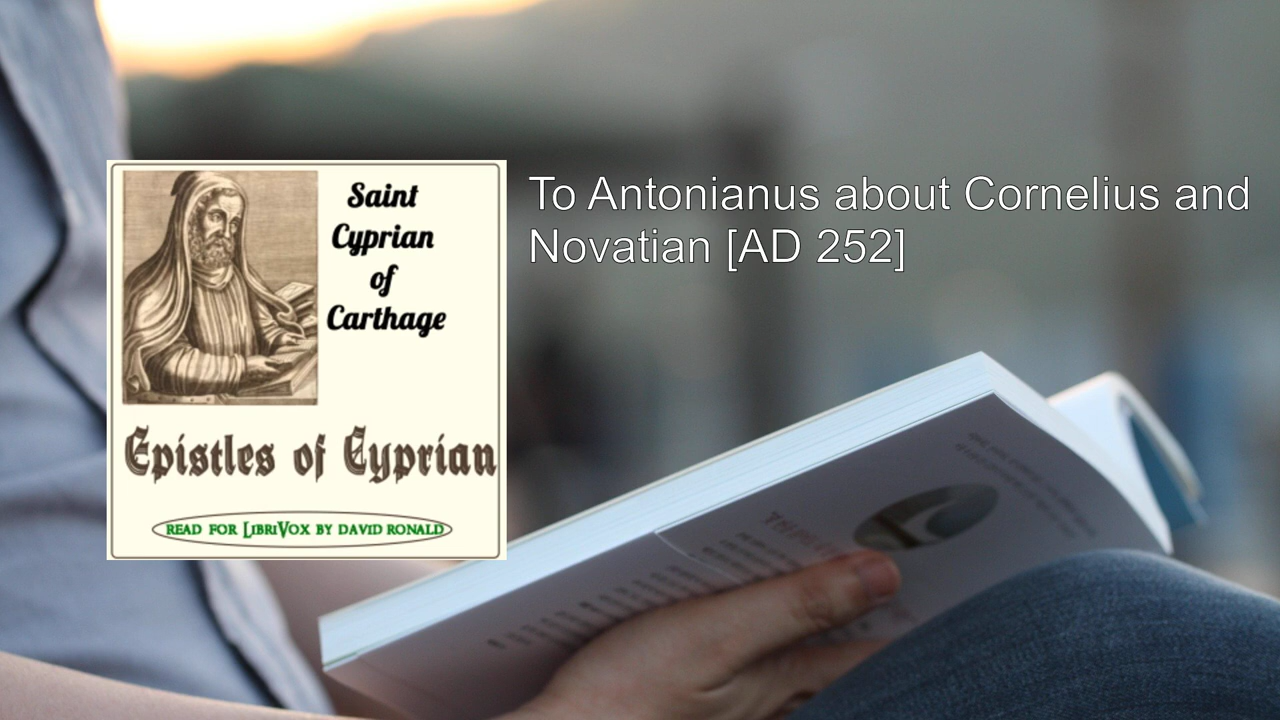 Saint
Cyprian
of
Carthage
Epistles of Cyprian
READ FOR LIBRIVOX BY DAVID RONALD
To Antonianus about Cornelius and
Novatian [AD 252]